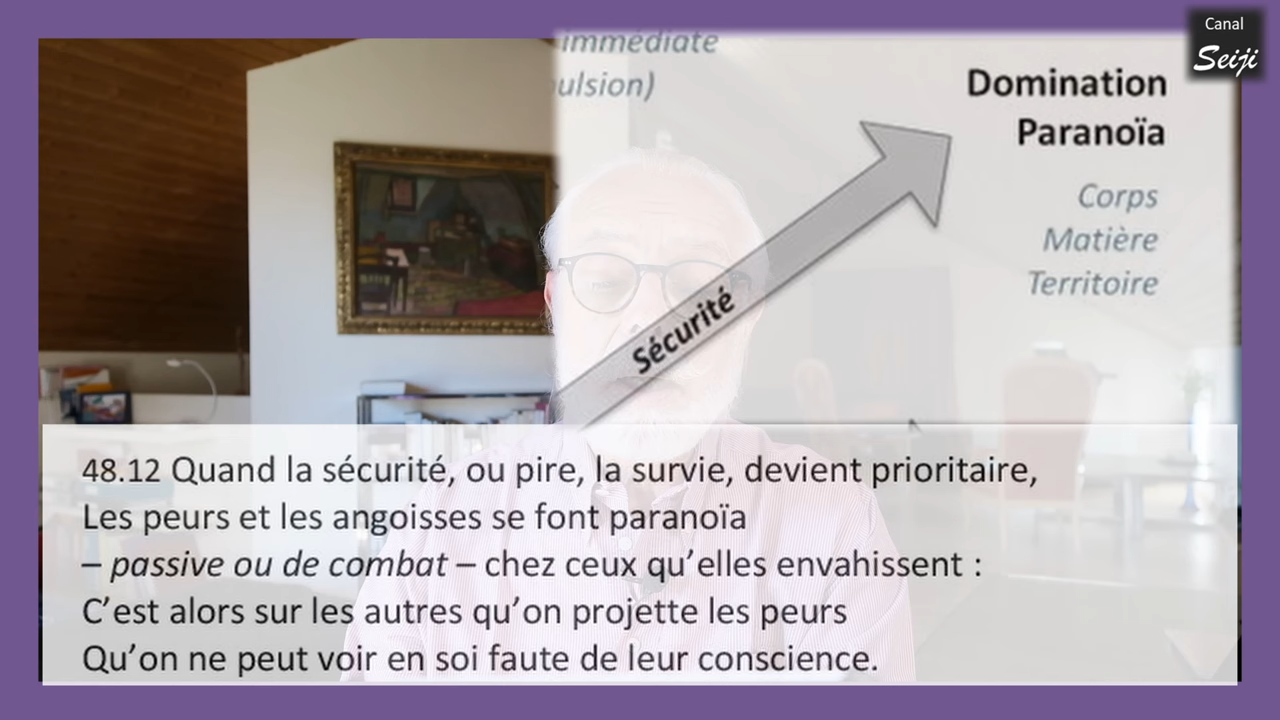 Canal
Seiji
immédiate
ulsion)
Domination
Paranoïa
Corps
Matière
Territoire
Sécurité
48.12 Quand la sécurité, ou pire, la survie, devient prioritaire,
Les peurs et les angoisses se font paranoïa
– passive ou de combat – chez ceux qu’elles envahissent :
C’est alors sur les autres qu’on projette les peurs
Qu’on ne peut voir en soi faute de leur conscience.